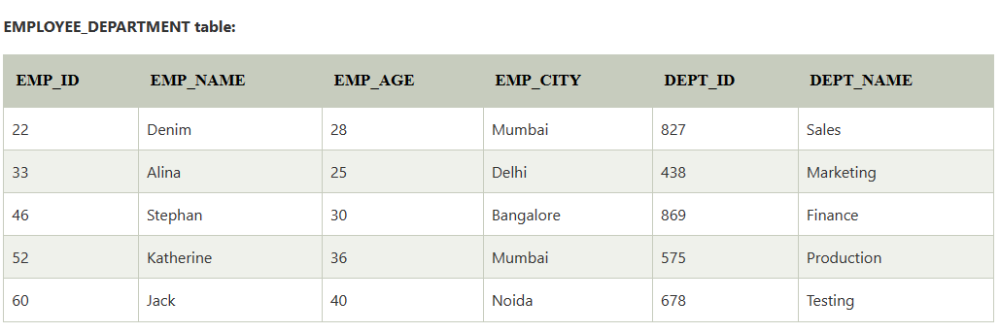 EMPLOYEE_DEPARTMENT table:
EMP_ID EMP_NAME EMP_AGE EMP_CITY DEPT_ID DEPT_NAME
22 Denim 28 Mumbai 827 Sales
33 Alina 25 Delhi 438 Marketing
46 Stephan 30 Bangalore 869 Finance
52 Katherine 36 Mumbai 575 Production
60 Jack 40 Noida 678 Testing